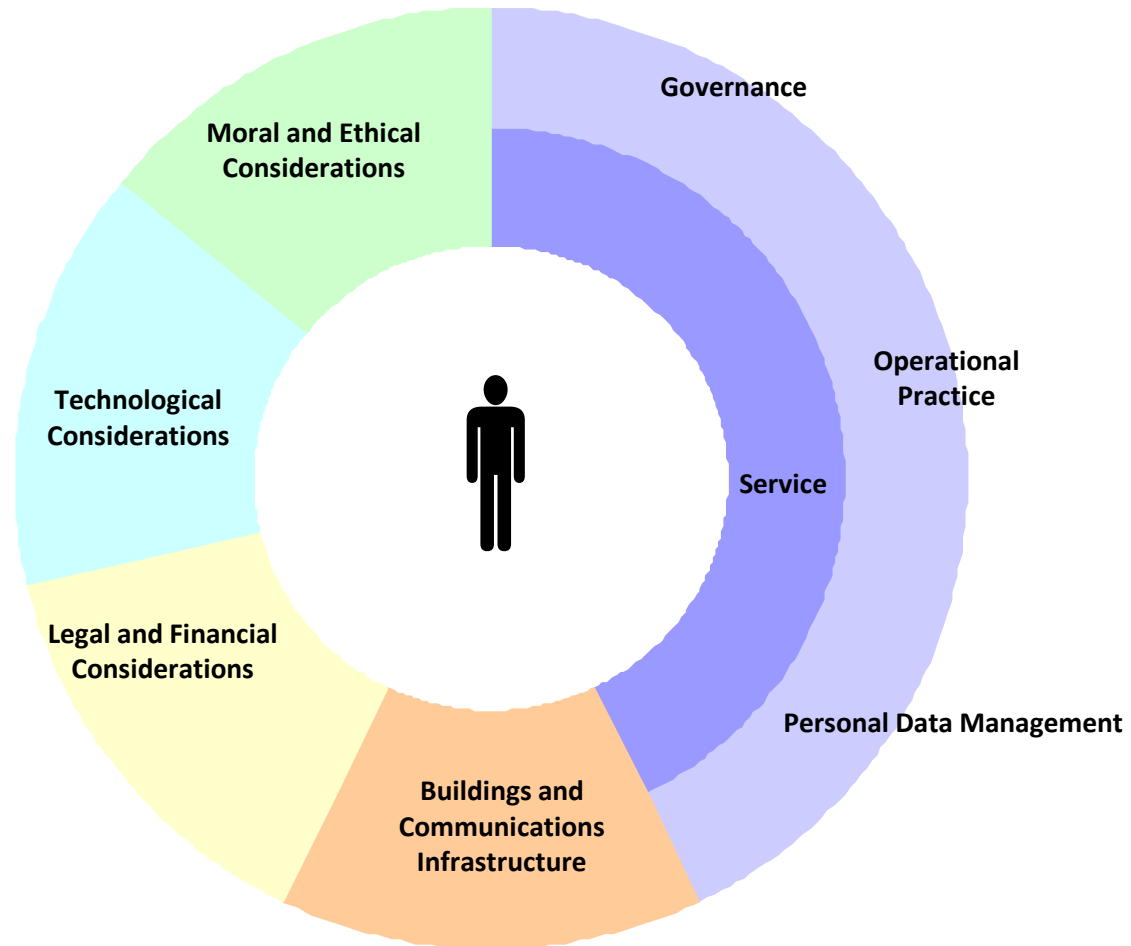 Governance
Moral and Ethical
Considerations
Operational
Practice
Technological
Considerations
Service
Legal and Financial
Considerations
Personal Data Management
Buildings and
Communications
Infrastructure